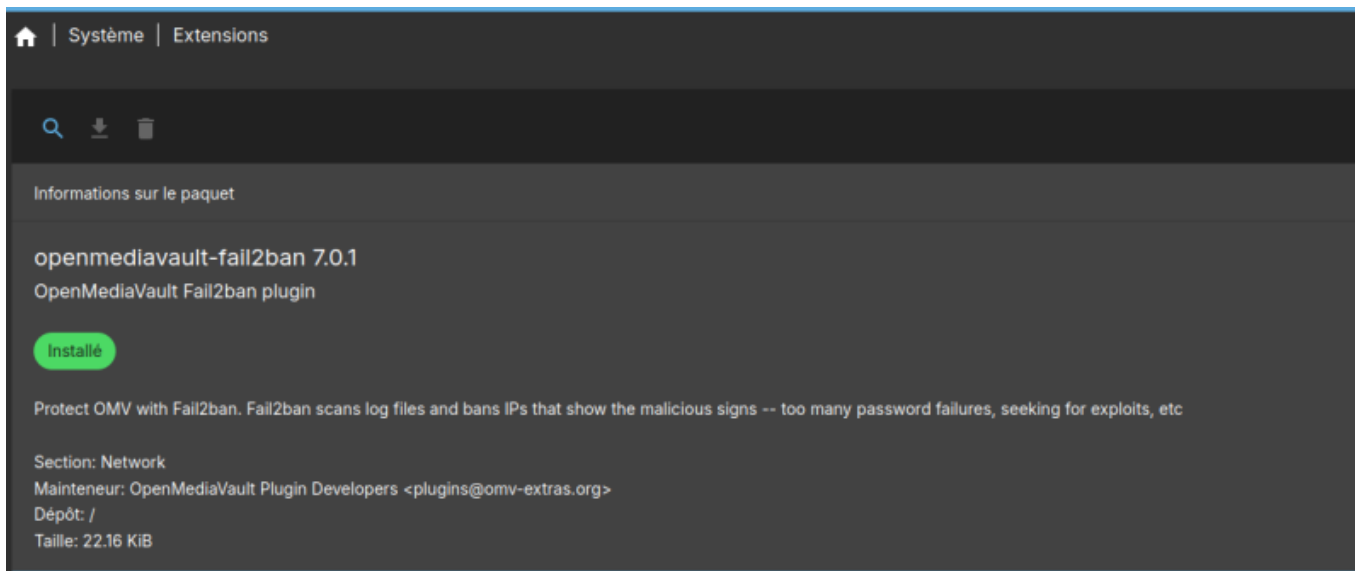 | Système | Extensions
Informations sur le paquet
openmediavault-fail2ban 7.0.1
OpenMediaVault Fail2ban plugin
Installé
Protect OMV with Fail2ban. Fail2ban scans log files and bans IPs that show the malicious signs -- too many password failures, seeking for exploits, etc
Section: Network
Mainteneur: OpenMediaVault Plugin Developers <plugins@omv-extras.org>
Dépôt: /
Taille: 22.16 KiB